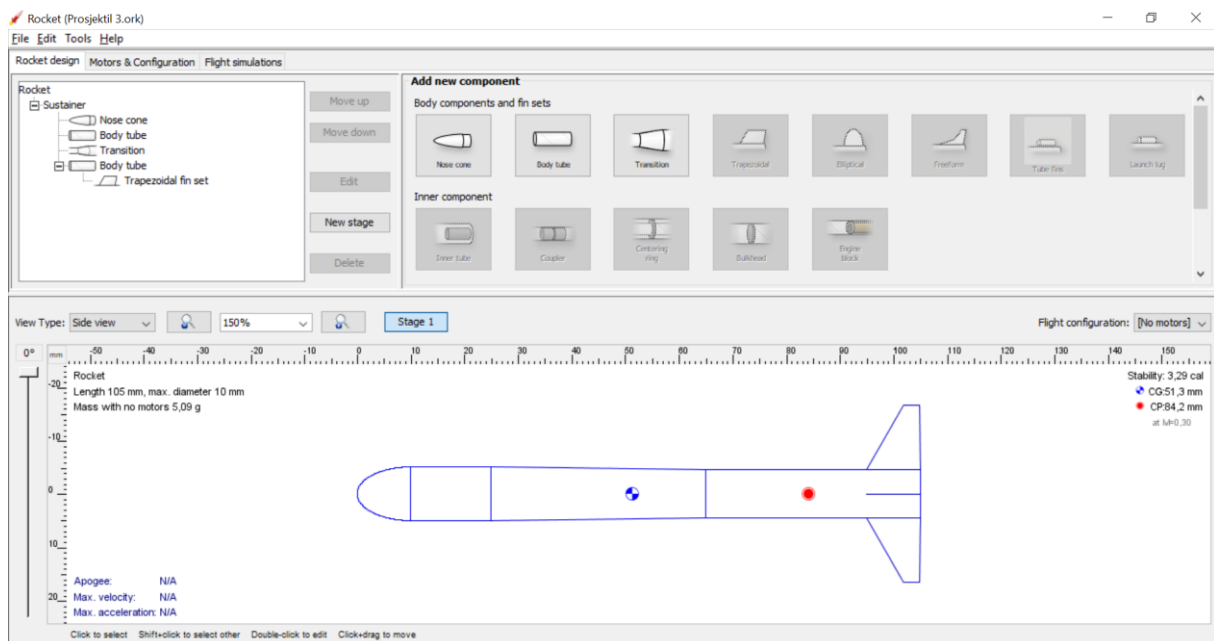 Rocket (Prosjektil 3.ork)
File Edit Tools Help
Rocket design Motors & Configuration Flight simulations
Rocket
Sustainer
Nose cone
Body tube
Transition
Body tube
Trapezoidal fin set
Move up
Move down
Edit
New stage
Delete
Add new component
Body components and fin sets
Nose cone Body tube Transition Trapezoidal Elliptical Freeform Tube fins Launch lug
Inner component
Inner tube Coupler Centering ring Bulkhead Engine block
View Type: Side view 150% Stage 1 Flight configuration: [No motors]
0° mm -50 -40 -30 -20 -10 0 10 20 30 40 50 60 70 80 90 100 110 120 130 140 150
-20
-10
0
10
20
Rocket
Length 105 mm, max. diameter 10 mm
Mass with no motors 5,09 g
Stability: 3,29 cal
CG:51,3 mm
CP:84,2 mm
at M=0,30
Apogee: N/A
Max. velocity: N/A
Max. acceleration: N/A
Click to select Shift+click to select other Double-click to edit Click+drag to move